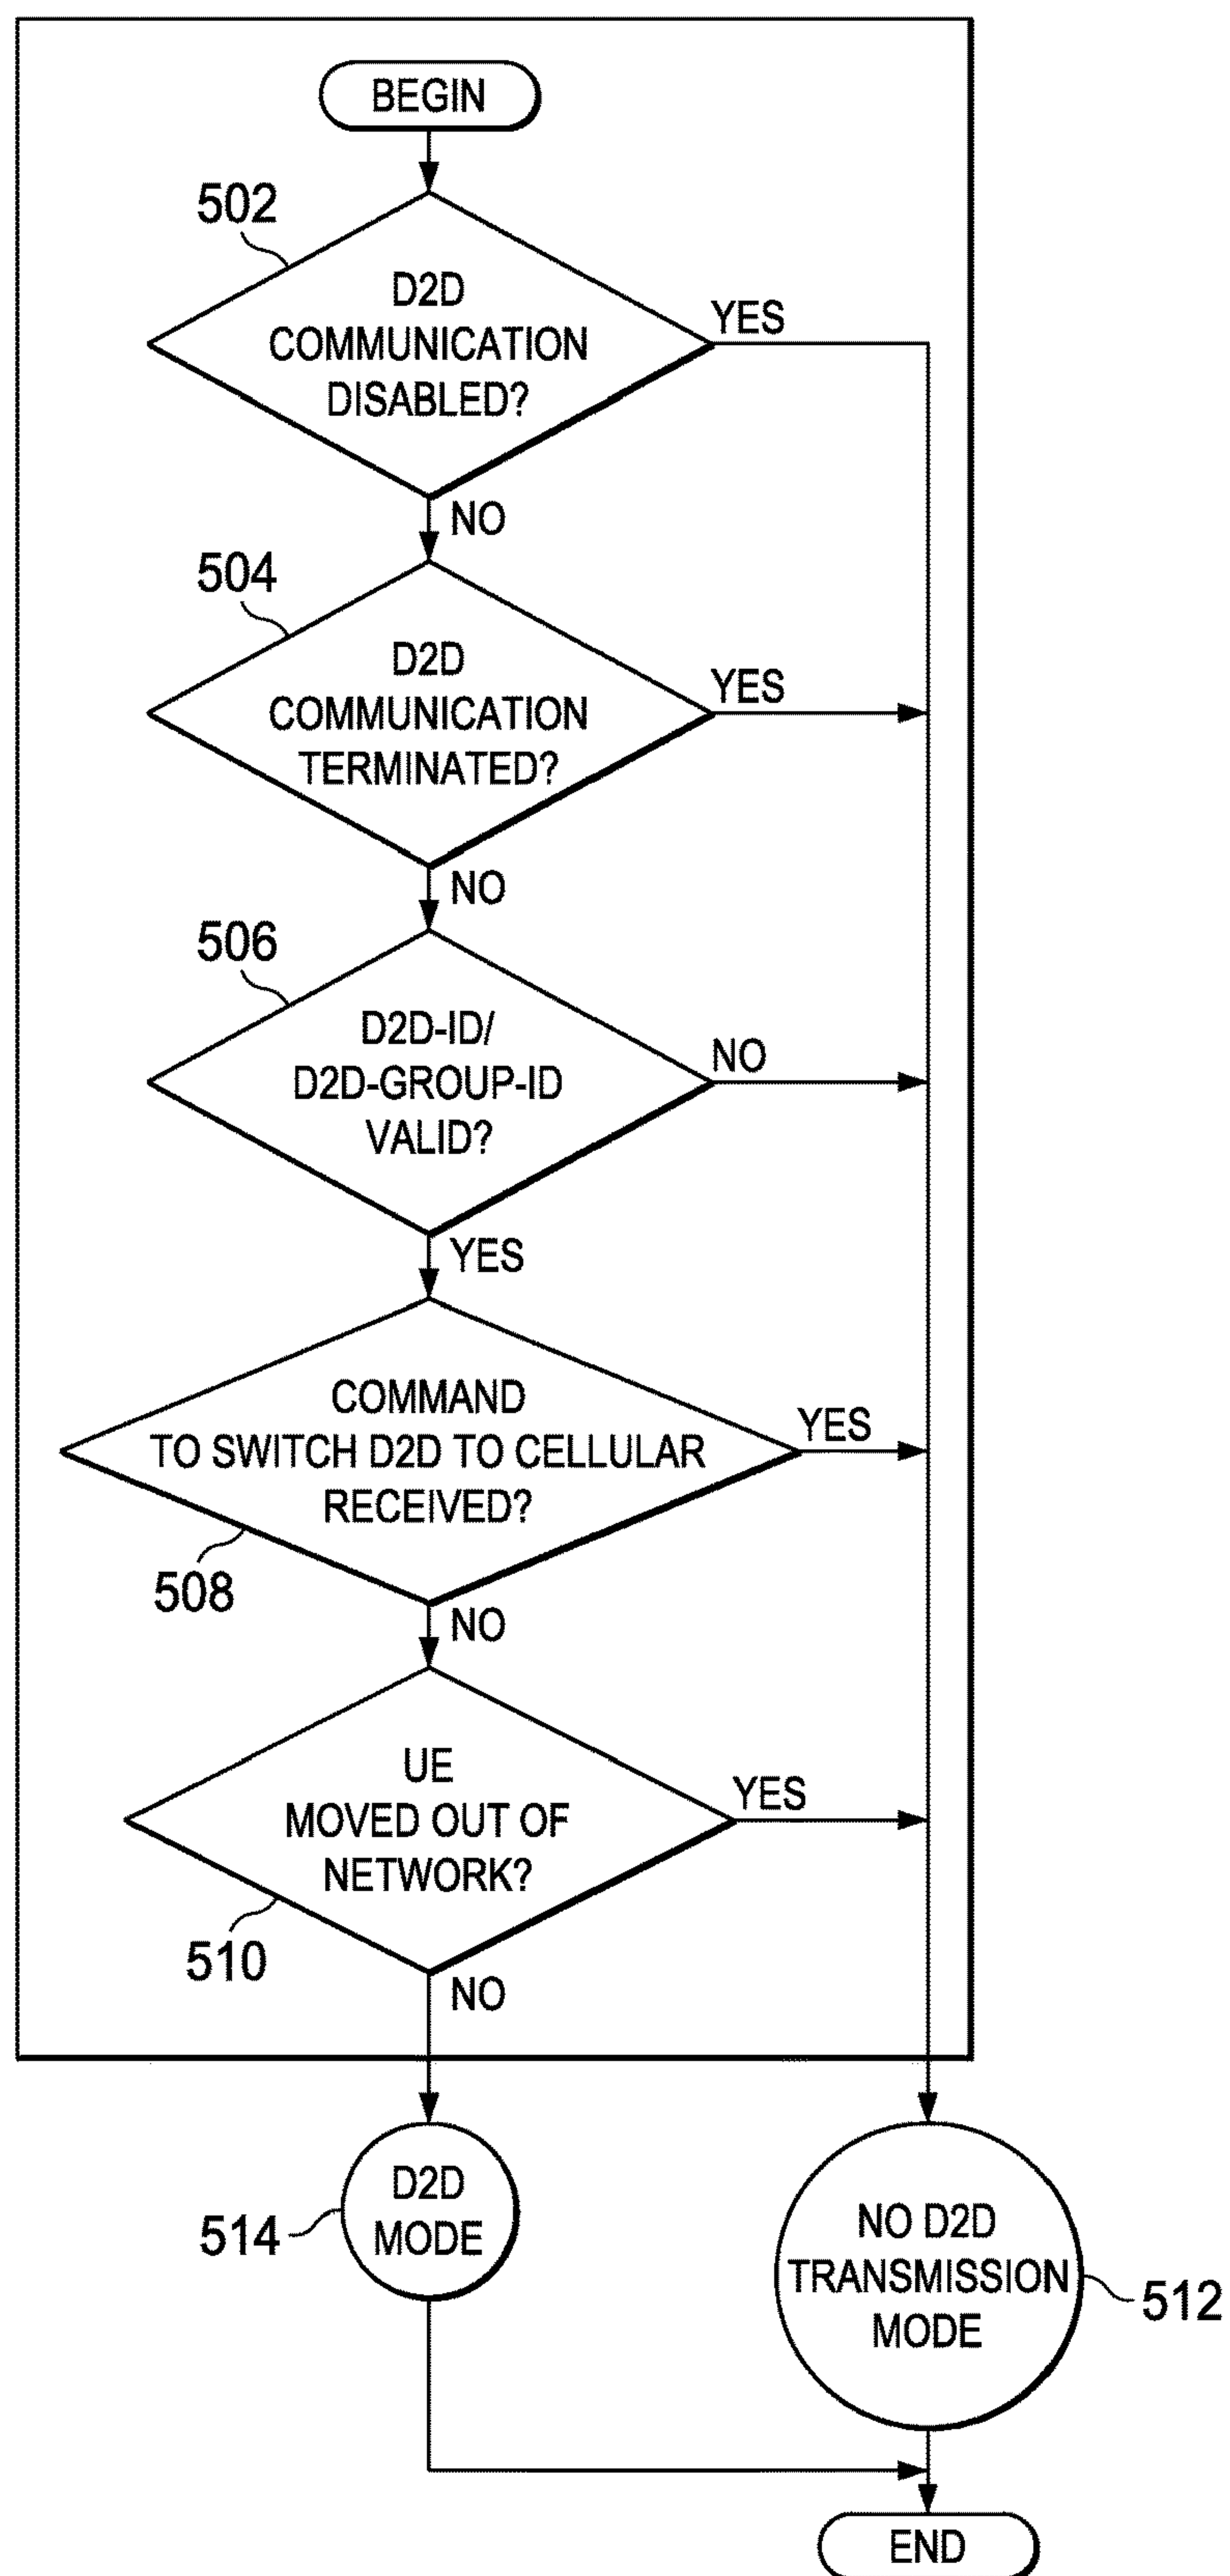 BEGIN
502
D2D
COMMUNICATION
DISABLED?
YES
NO
504
D2D
COMMUNICATION
TERMINATED?
YES
NO
506
D2D-ID/
D2D-GROUP-ID
VALID?
NO
YES
COMMAND
TO SWITCH D2D TO CELLULAR
RECEIVED?
YES
508
NO
UE
MOVED OUT OF
NETWORK?
YES
510
NO
D2D
MODE
514
NO D2D
TRANSMISSION
MODE
512
END